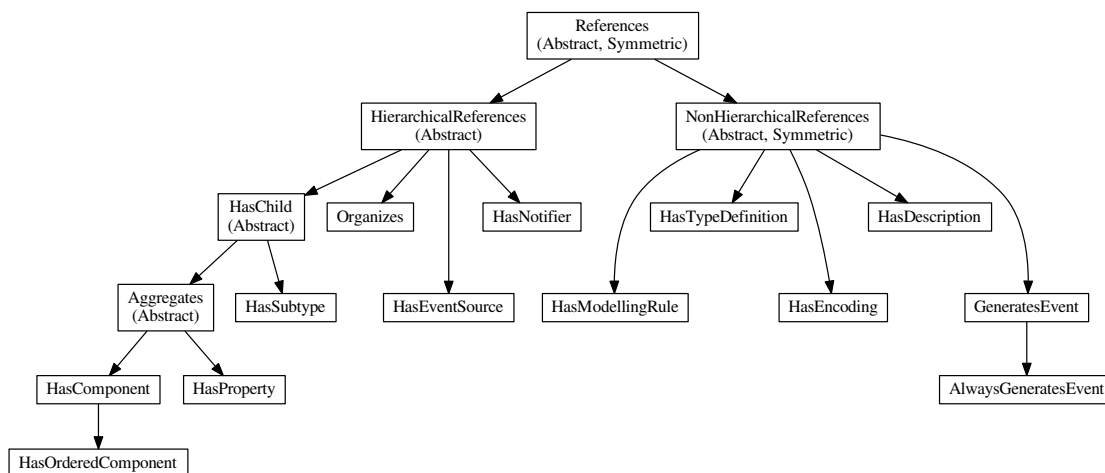 References
(Abstract, Symmetric)
HierarchicalReferences
(Abstract)
NonHierarchicalReferences
(Abstract, Symmetric)
HasChild
(Abstract)
Organizes
HasNotifier
HasTypeDefinition
HasDescription
Aggregates
(Abstract)
HasSubtype
HasEventSource
HasModellingRule
HasEncoding
GeneratesEvent
HasComponent
HasProperty
AlwaysGeneratesEvent
HasOrderedComponent